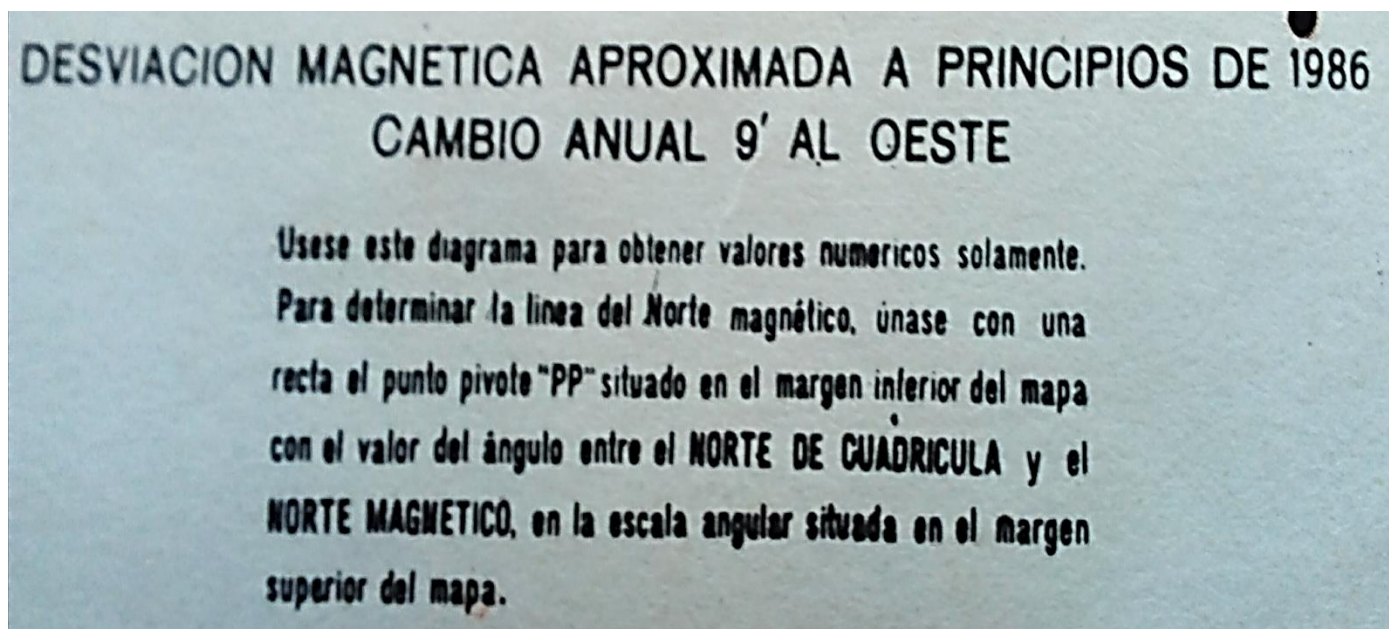 DESVIACION MAGNETICA APROXIMADA A PRINCIPIOS DE 1986
CAMBIO ANUAL 9' AL OESTE
Usese este diagrama para obtener valores numericos solamente.
Para determinar la linea del Norte magnético, únase con una
recta el punto pivote "PP" situado en el margen inferior del mapa
con el valor del ángulo entre el NORTE DE CUADRICULA y el
NORTE MAGNETICO, en la escala angular situada en el margen
superior del mapa.